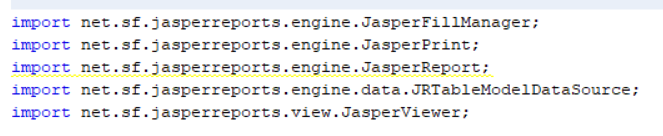 import net.sf.jasperreports.engine.JasperFillManager;
import net.sf.jasperreports.engine.JasperPrint;
import net.sf.jasperreports.engine.JasperReport;
import net.sf.jasperreports.engine.data.JRTableModelDataSource;
import net.sf.jasperreports.view.JasperViewer;